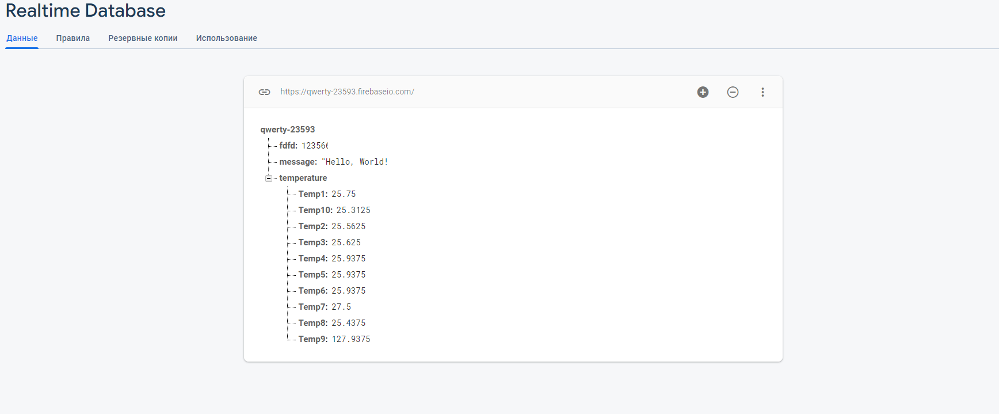 Realtime Database
Данные Правила Резервные копии Использование
https://qwerty-23593.firebaseio.com/
qwerty-23593
fdfd: 123566
message: "Hello, World!
temperature
Temp1: 25.75
Temp10: 25.3125
Temp2: 25.5625
Temp3: 25.625
Temp4: 25.9375
Temp5: 25.9375
Temp6: 25.9375
Temp7: 27.5
Temp8: 25.4375
Temp9: 127.9375